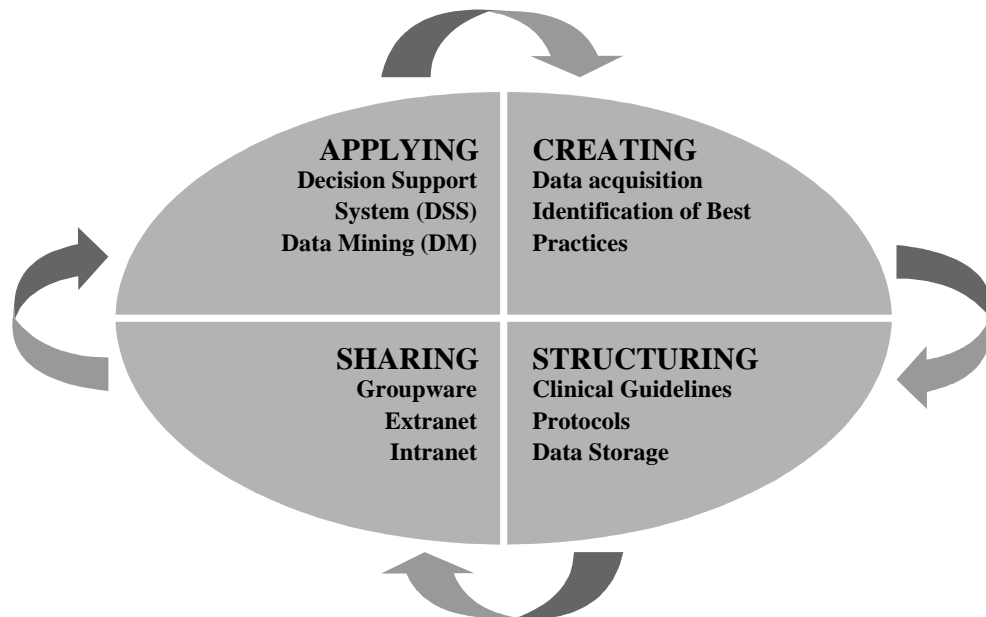 APPLYING
Decision Support
System (DSS)
Data Mining (DM)
CREATING
Data acquisition
Identification of Best
Practices
SHARING
Groupware
Extranet
Intranet
STRUCTURING
Clinical Guidelines
Protocols
Data Storage